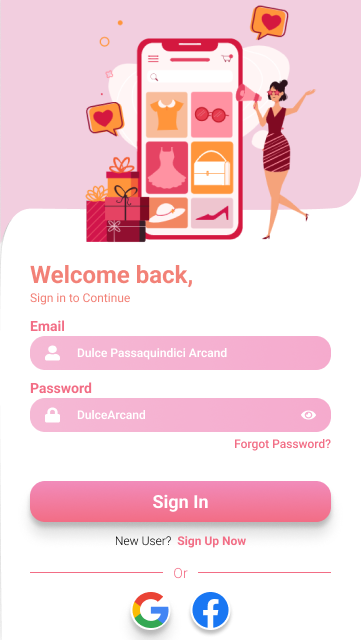 Welcome back,
Sign in to Continue
Email
Dulce Passaquindici Arcand
Password
DulceArcand
Forgot Password?
Sign In
New User? Sign Up Now
Or